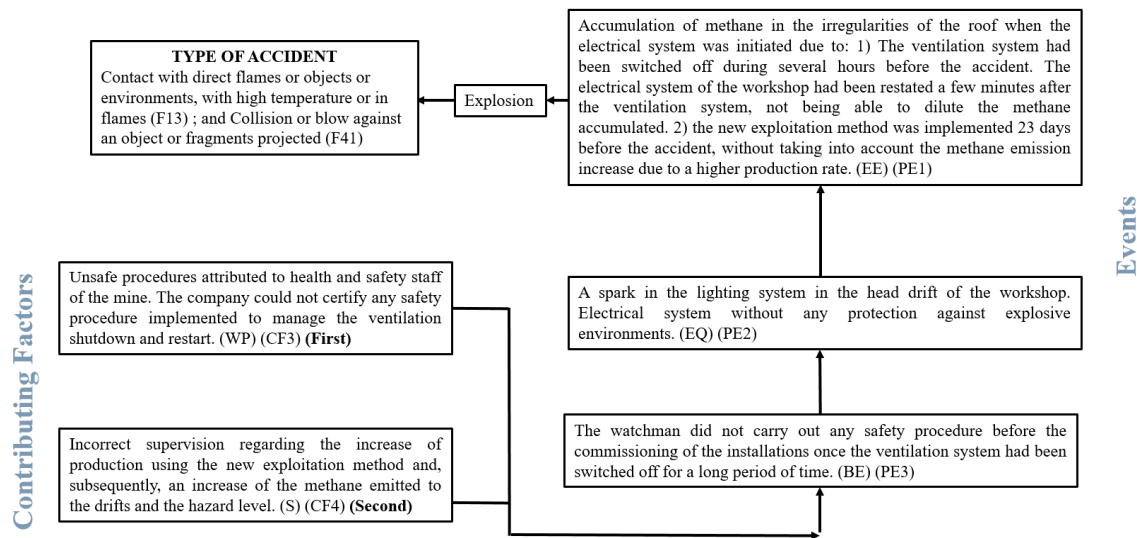 TYPE OF ACCIDENT
Contact with direct flames or objects or
environments, with high temperature or in
flames (F13) ; and Collision or blow against
an object or fragments projected (F41)
Explosion
Accumulation of methane in the irregularities of the roof when the
electrical system was initiated due to: 1) The ventilation system had
been switched off during several hours before the accident. The
electrical system of the workshop had been restated a few minutes after
the ventilation system, not being able to dilute the methane
accumulated. 2) the new exploitation method was implemented 23 days
before the accident, without taking into account the methane emission
increase due to a higher production rate. (EE) (PE1)
Events
Contributing Factors
Unsafe procedures attributed to health and safety staff
of the mine. The company could not certify any safety
procedure implemented to manage the ventilation
shutdown and restart. (WP) (CF3) (First)
A spark in the lighting system in the head drift of the workshop.
Electrical system without any protection against explosive
environments. (EQ) (PE2)
Incorrect supervision regarding the increase of
production using the new exploitation method and,
subsequently, an increase of the methane emitted to
the drifts and the hazard level. (S) (CF4) (Second)
The watchman did not carry out any safety procedure before the
commissioning of the installations once the ventilation system had been
switched off for a long period of time. (BE) (PE3)